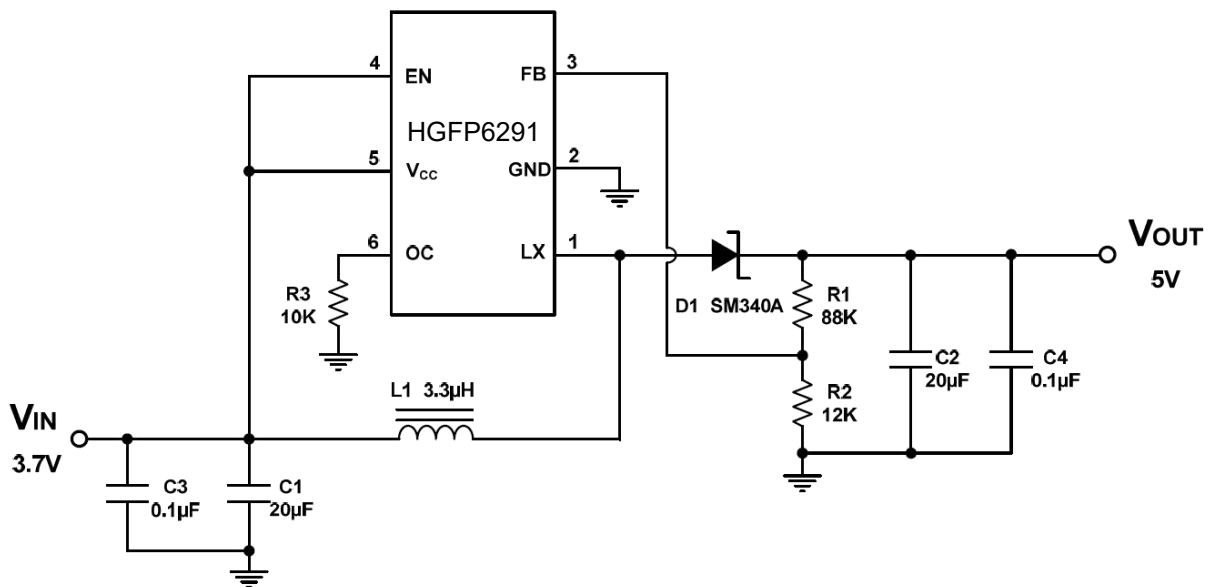 4
EN
FB
3
HGFP6291
5
VCC
GND
2
6
OC
LX
1
R3
10K
D1 SM340A
R1
88K
VOUT
5V
C2
20µF
C4
0.1µF
R2
12K
L1 3.3µH
VIN
3.7V
C3
0.1µF
C1
20µF